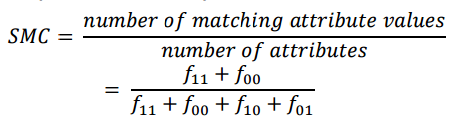 SMC = number of matching attribute values / number of attributes
= f₁₁ + f₀₀ / f₁₁ + f₀₀ + f₁₀ + f₀₁